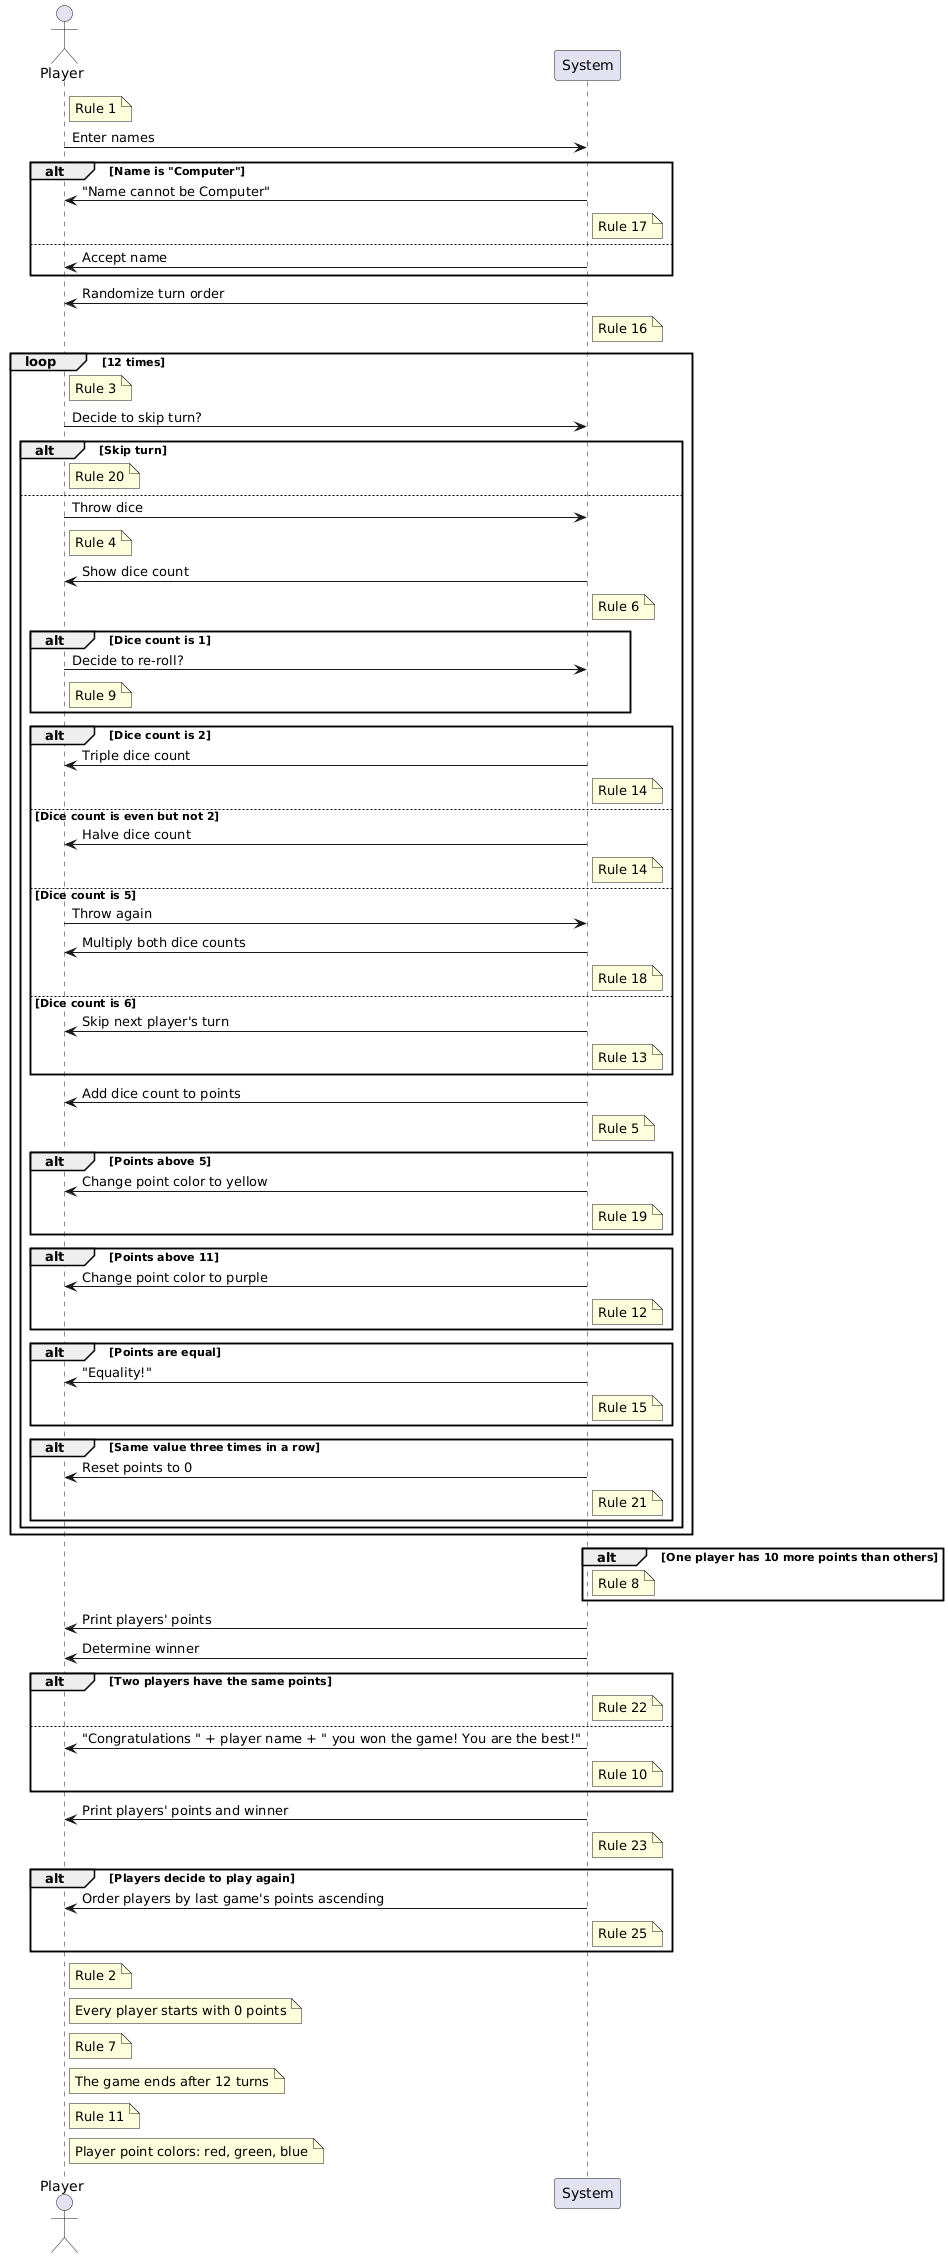 Player
System
Rule 1
Enter names
alt
[Name is "Computer"]
"Name cannot be Computer"
Rule 17
Accept name
Randomize turn order
Rule 16
loop
[12 times]
Rule 3
Decide to skip turn?
alt
[Skip turn]
Rule 20
Throw dice
Rule 4
Show dice count
Rule 6
alt
[Dice count is 1]
Decide to re-roll?
Rule 9
alt
[Dice count is 2]
Triple dice count
Rule 14
[Dice count is even but not 2]
Halve dice count
Rule 14
[Dice count is 5]
Throw again
Multiply both dice counts
Rule 18
[Dice count is 6]
Skip next player's turn
Rule 13
Add dice count to points
Rule 5
alt
[Points above 5]
Change point color to yellow
Rule 19
alt
[Points above 11]
Change point color to purple
Rule 12
alt
[Points are equal]
"Equality!"
Rule 15
alt
[Same value three times in a row]
Reset points to 0
Rule 21
alt
[One player has 10 more points than others]
Rule 8
Print players' points
Determine winner
alt
[Two players have the same points]
Rule 22
"Congratulations " + player name + " you won the game! You are the best!"
Rule 10
Print players' points and winner
Rule 23
alt
[Players decide to play again]
Order players by last game's points ascending
Rule 25
Rule 2
Every player starts with 0 points
Rule 7
The game ends after 12 turns
Rule 11
Player point colors: red, green, blue
Player
System